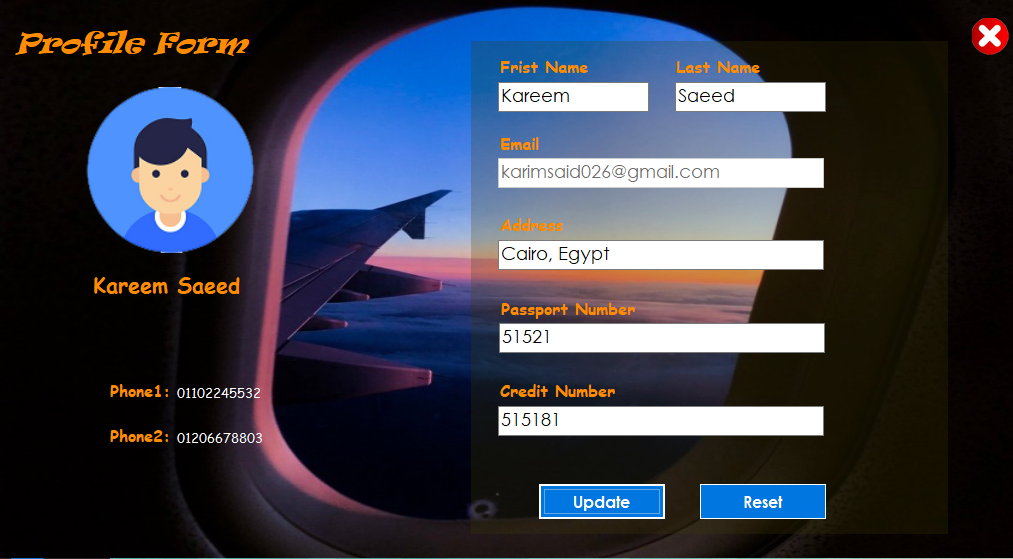 Profile Form
Frist Name Last Name
Kareem Saeed
Email
karimsaid026@gmail.com
Address
Cairo, Egypt
Kareem Saeed
Passport Number
51521
Phone1: 01102245532
Credit Number
515181
Phone2: 01206678803
Update Reset